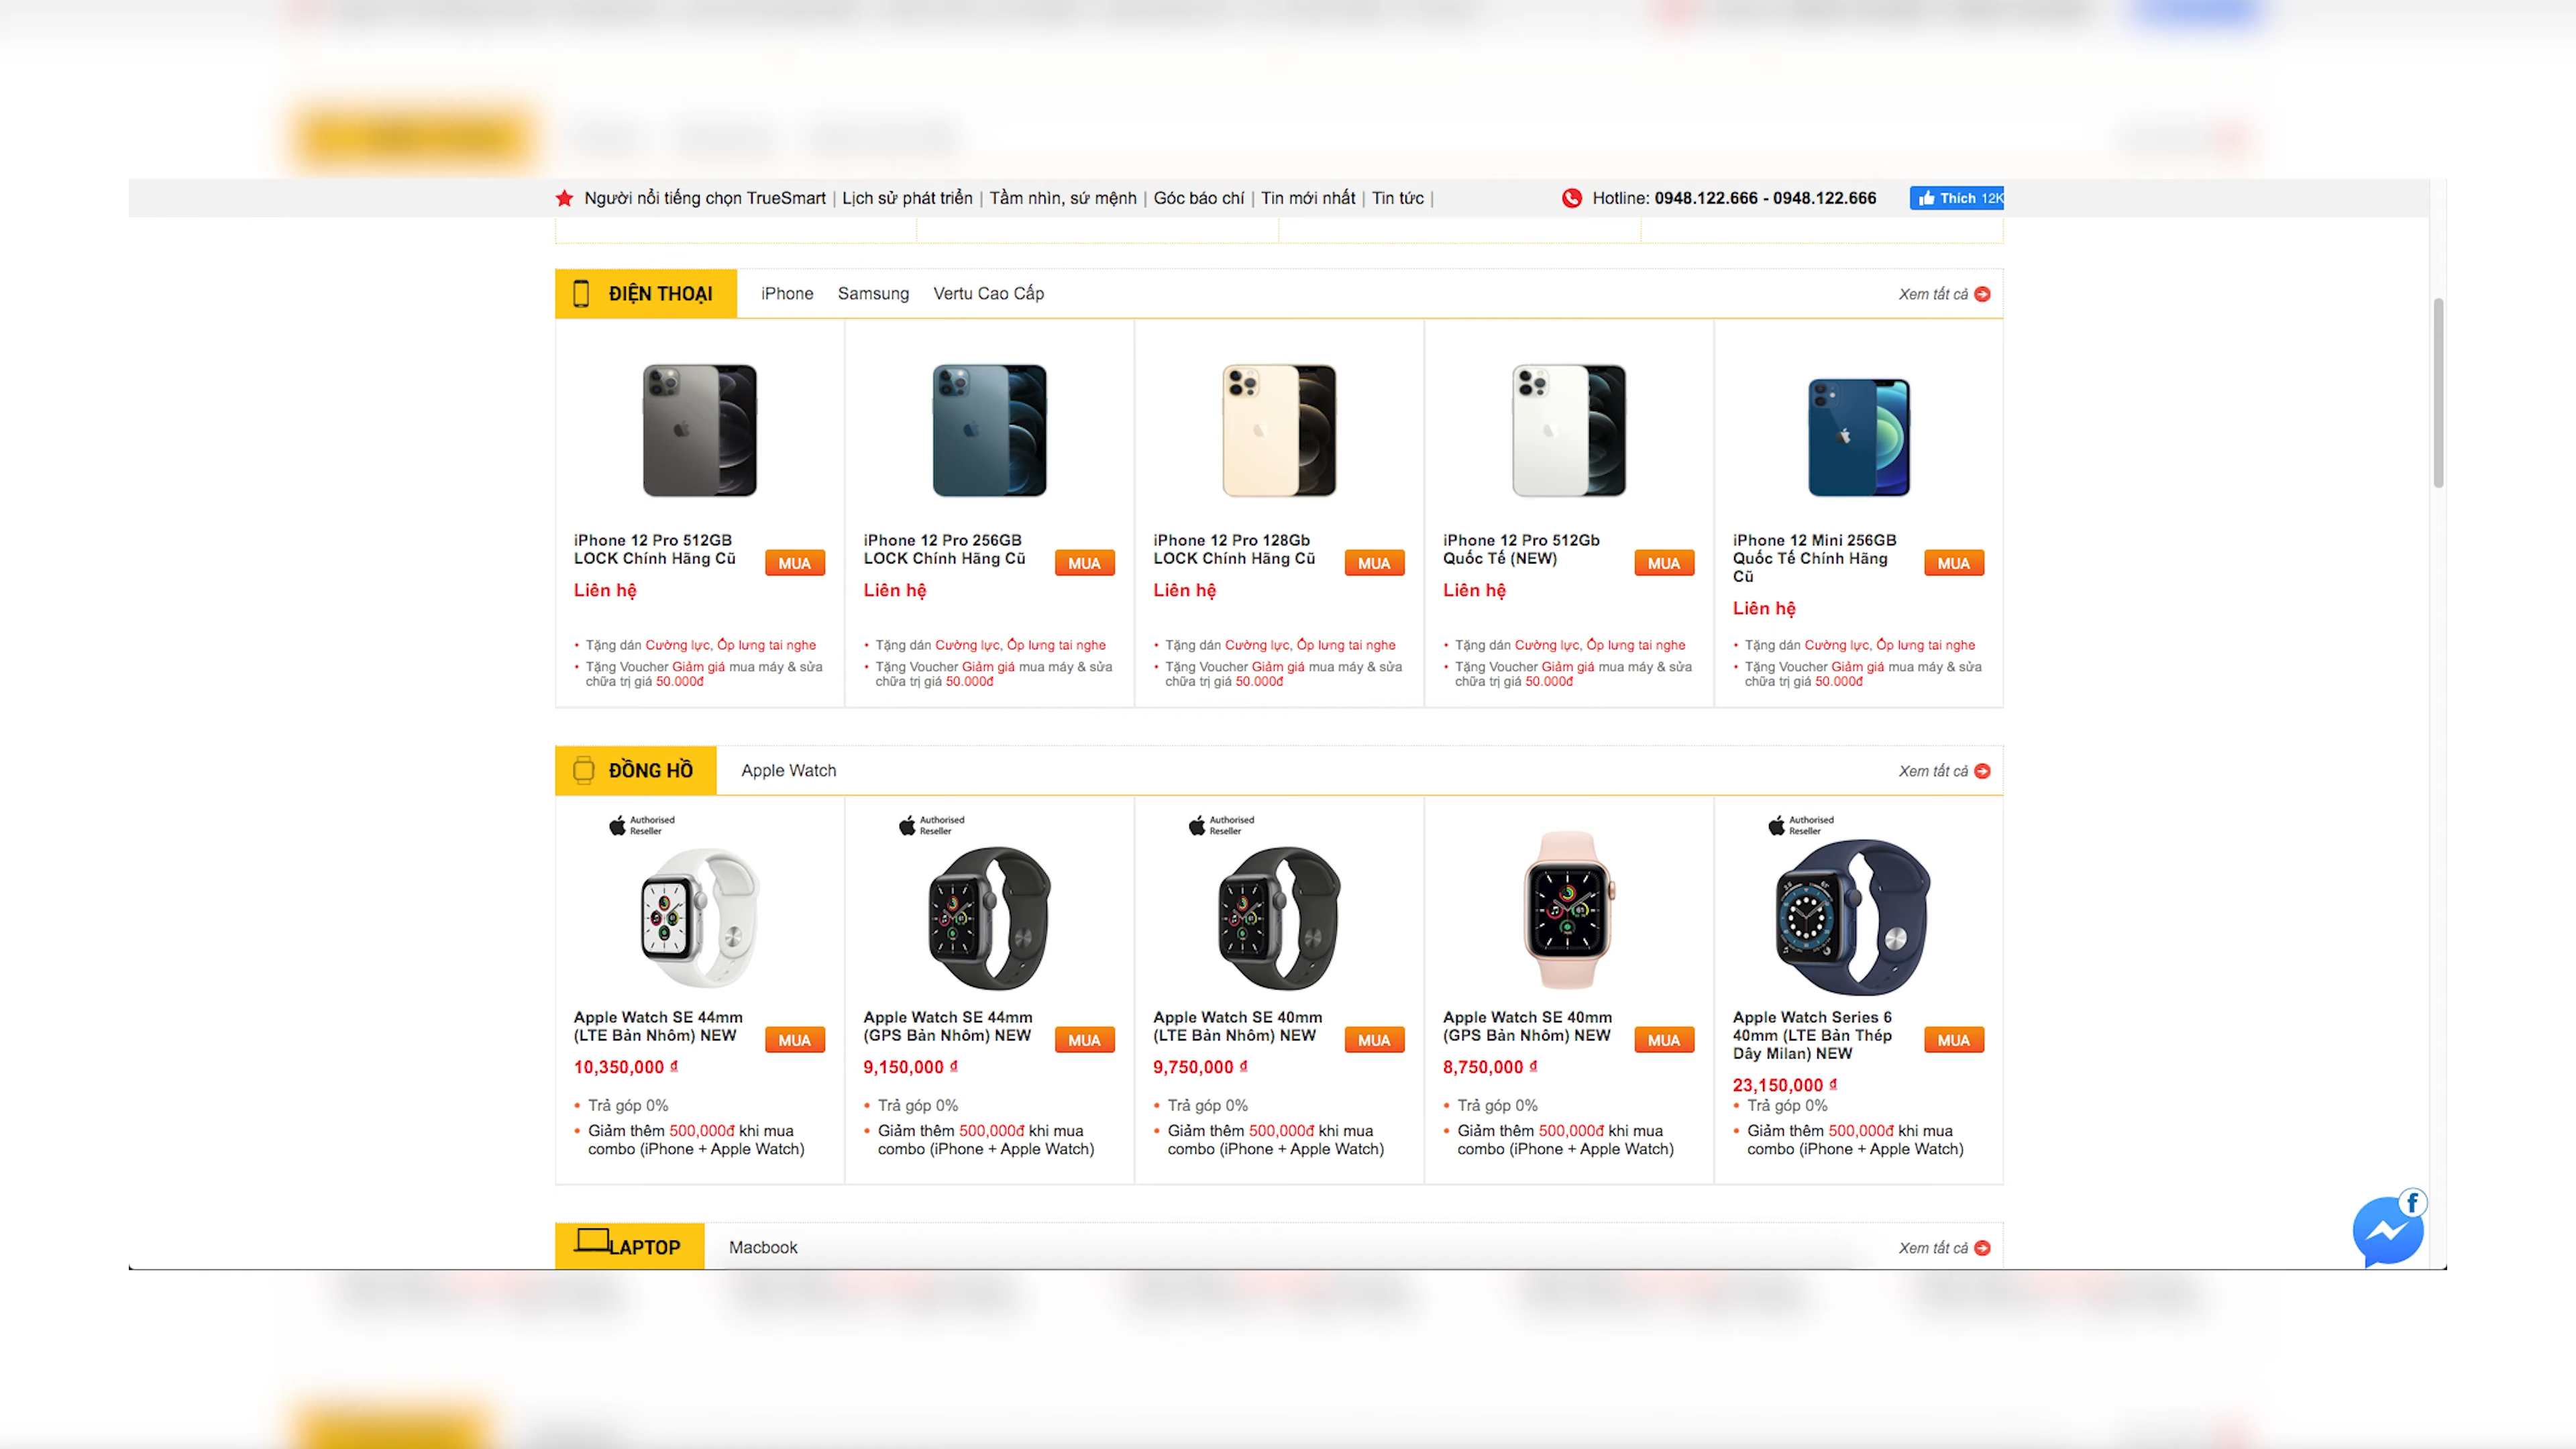 Người nổi tiếng chọn TrueSmart | Lịch sử phát triển | Tầm nhìn, sứ mệnh | Góc báo chí | Tin mới nhất | Tin tức |
Hotline: 0948.122.666 - 0948.122.666
Thích 12K
ĐIỆN THOẠI
iPhone Samsung Vertu Cao Cấp
Xem tất cả
iPhone 12 Pro 512GB
LOCK Chính Hãng Cũ
MUA
Liên hệ
• Tặng dán Cường lực, Ốp lưng tai nghe
• Tặng Voucher Giảm giá mua máy & sửa
chữa trị giá 50.000đ
iPhone 12 Pro 256GB
LOCK Chính Hãng Cũ
MUA
Liên hệ
• Tặng dán Cường lực, Ốp lưng tai nghe
• Tặng Voucher Giảm giá mua máy & sửa
chữa trị giá 50.000đ
iPhone 12 Pro 128Gb
LOCK Chính Hãng Cũ
MUA
Liên hệ
• Tặng dán Cường lực, Ốp lưng tai nghe
• Tặng Voucher Giảm giá mua máy & sửa
chữa trị giá 50.000đ
iPhone 12 Pro 512Gb
Quốc Tế (NEW)
MUA
Liên hệ
• Tặng dán Cường lực, Ốp lưng tai nghe
• Tặng Voucher Giảm giá mua máy & sửa
chữa trị giá 50.000đ
iPhone 12 Mini 256GB
Quốc Tế Chính Hãng
Cũ
MUA
Liên hệ
• Tặng dán Cường lực, Ốp lưng tai nghe
• Tặng Voucher Giảm giá mua máy & sửa
chữa trị giá 50.000đ
ĐỒNG HỒ
Apple Watch
Xem tất cả
Authorised
Reseller
Apple Watch SE 44mm
(LTE Bản Nhôm) NEW
MUA
10,350,000 ₫
• Trả góp 0%
• Giảm thêm 500,000đ khi mua
combo (iPhone + Apple Watch)
Authorised
Reseller
Apple Watch SE 44mm
(GPS Bản Nhôm) NEW
MUA
9,150,000 ₫
• Trả góp 0%
• Giảm thêm 500,000đ khi mua
combo (iPhone + Apple Watch)
Authorised
Reseller
Apple Watch SE 40mm
(LTE Bản Nhôm) NEW
MUA
9,750,000 ₫
• Trả góp 0%
• Giảm thêm 500,000đ khi mua
combo (iPhone + Apple Watch)
Apple Watch SE 40mm
(GPS Bản Nhôm) NEW
MUA
8,750,000 ₫
• Trả góp 0%
• Giảm thêm 500,000đ khi mua
combo (iPhone + Apple Watch)
Authorised
Reseller
Apple Watch Series 6
40mm (LTE Bản Thép
Dây Milan) NEW
MUA
23,150,000 ₫
• Trả góp 0%
• Giảm thêm 500,000đ khi mua
combo (iPhone + Apple Watch)
LAPTOP
Macbook
Xem tất cả